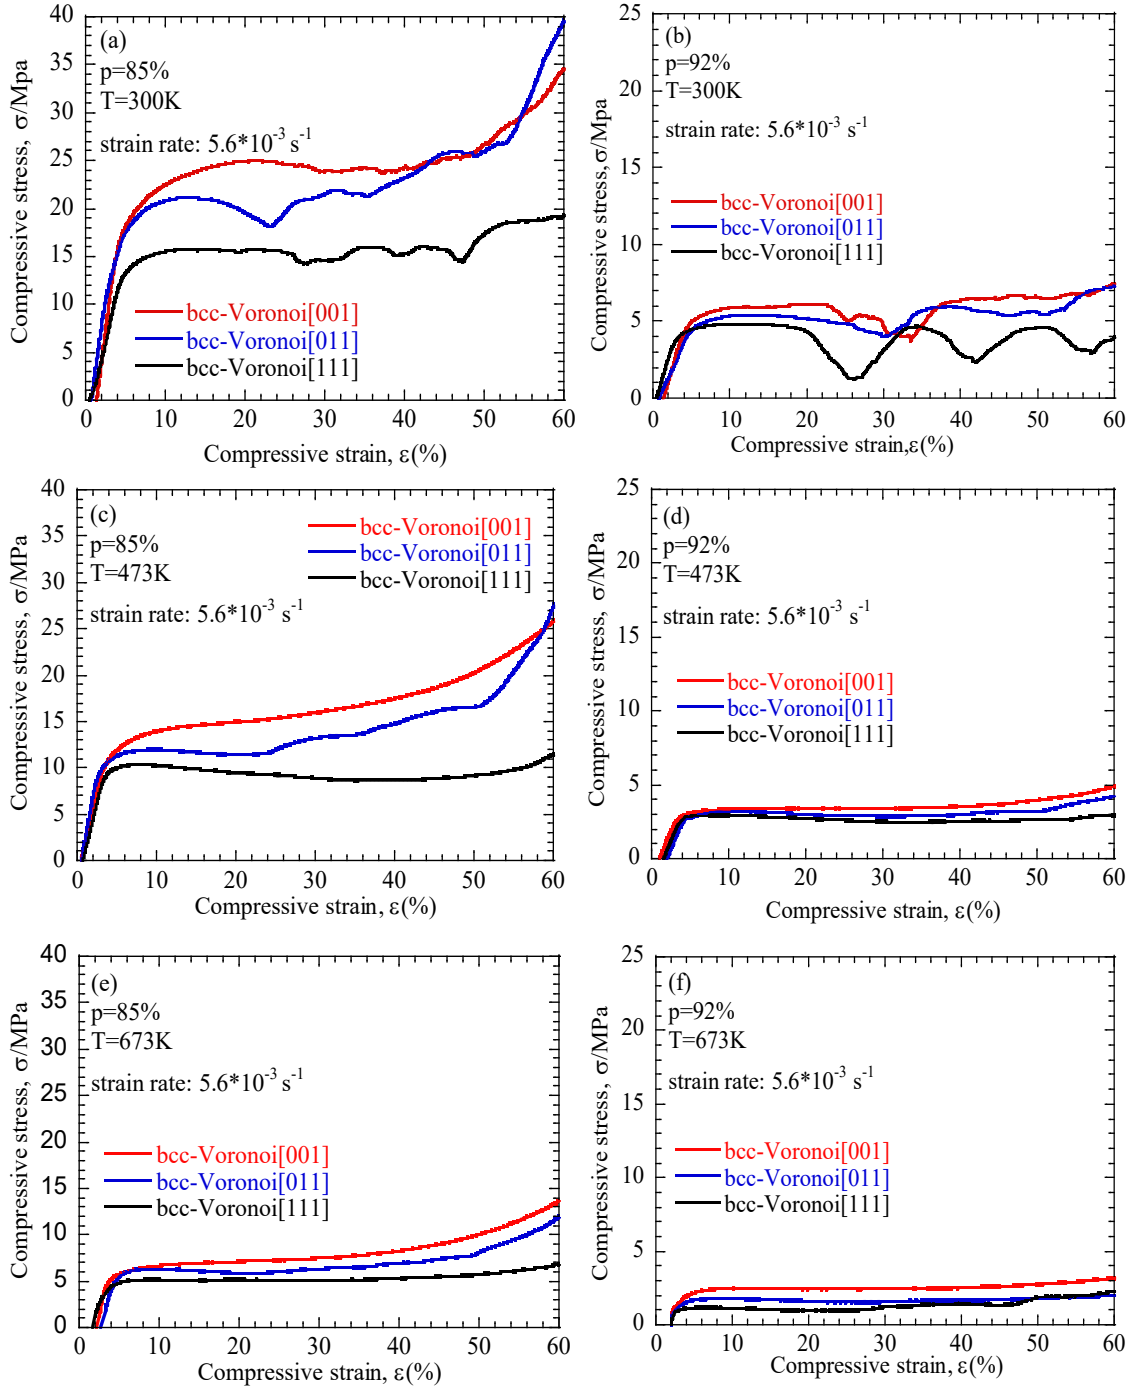 (a)
p=85%
T=300K
strain rate: 5.6*10-3 s-1
bcc-Voronoi[001]
bcc-Voronoi[011]
bcc-Voronoi[111]
Compressive stress, σ/Mpa
40
35
30
25
20
15
10
5
0
0 10 20 30 40 50 60
Compressive strain, ε(%)
(b)
p=92%
T=300K
strain rate: 5.6*10-3 s-1
bcc-Voronoi[001]
bcc-Voronoi[011]
bcc-Voronoi[111]
Compressive stress,σ/Mpa
25
20
15
10
5
0
0 10 20 30 40 50 60
Compressive strain,ε(%)
(c)
p=85%
T=473K
strain rate: 5.6*10-3 s-1
bcc-Voronoi[001]
bcc-Voronoi[011]
bcc-Voronoi[111]
Compressive stress, σ/MPa
40
35
30
25
20
15
10
5
0
0 10 20 30 40 50 60
Compressive strain, ε(%)
(d)
p=92%
T=473K
strain rate: 5.6*10-3 s-1
bcc-Voronoi[001]
bcc-Voronoi[011]
bcc-Voronoi[111]
Compressive stress, σ/MPa
25
20
15
10
5
0
0 10 20 30 40 50 60
Compressive strain, ε(%)
(e)
p=85%
T=673K
strain rate: 5.6*10-3 s-1
bcc-Voronoi[001]
bcc-Voronoi[011]
bcc-Voronoi[111]
Compressive stress, σ/MPa
40
35
30
25
20
15
10
5
0
0 10 20 30 40 50 60
Compressive strain, ε(%)
(f)
p=92%
T=673K
strain rate: 5.6*10-3 s-1
bcc-Voronoi[001]
bcc-Voronoi[011]
bcc-Voronoi[111]
Compressive stress, σ/MPa
25
20
15
10
5
0
0 10 20 30 40 50 60
Compressive strain, ε(%)